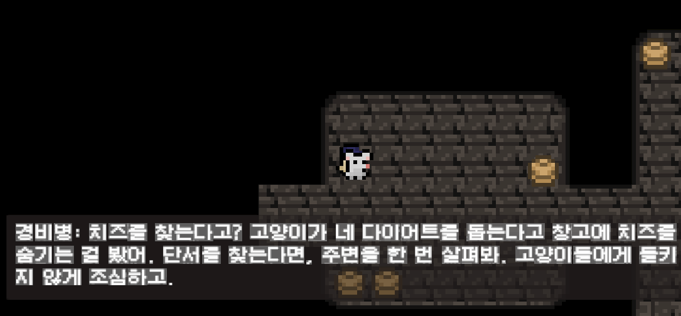 경비병: 치즈를 찾는다고? 고양이가 네 다이어트를 돕는다고 창고에 치즈를
숨기는 걸 봤어. 단서를 찾는다면, 주변을 한 번 살펴봐. 고양이들에게 들키
지 않게 조심하고.